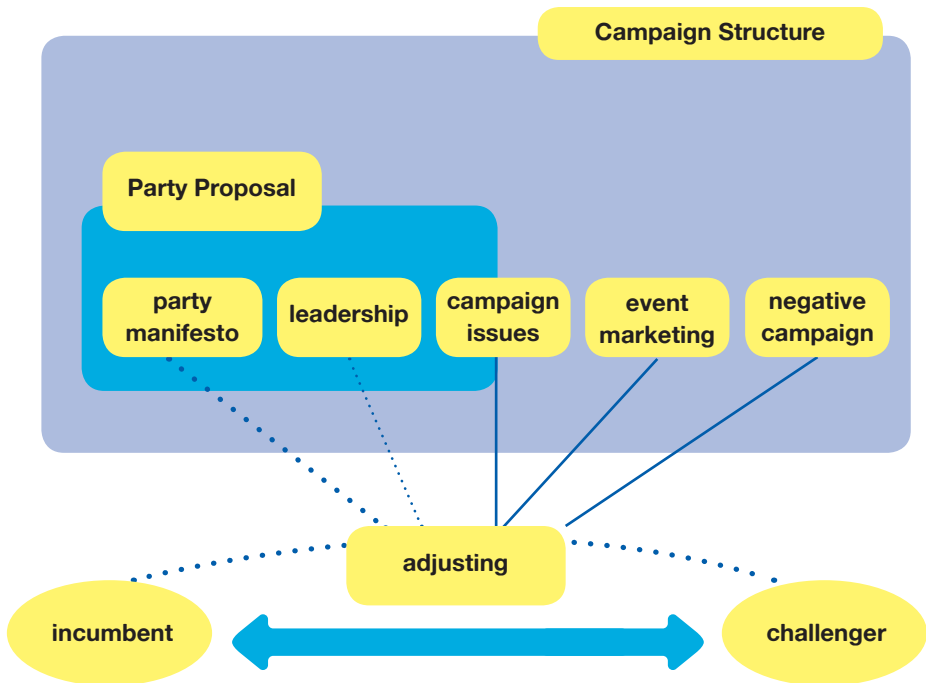 Campaign Structure
Party Proposal
party
manifesto
leadership
campaign
issues
event
marketing
negative
campaign
adjusting
incumbent
challenger